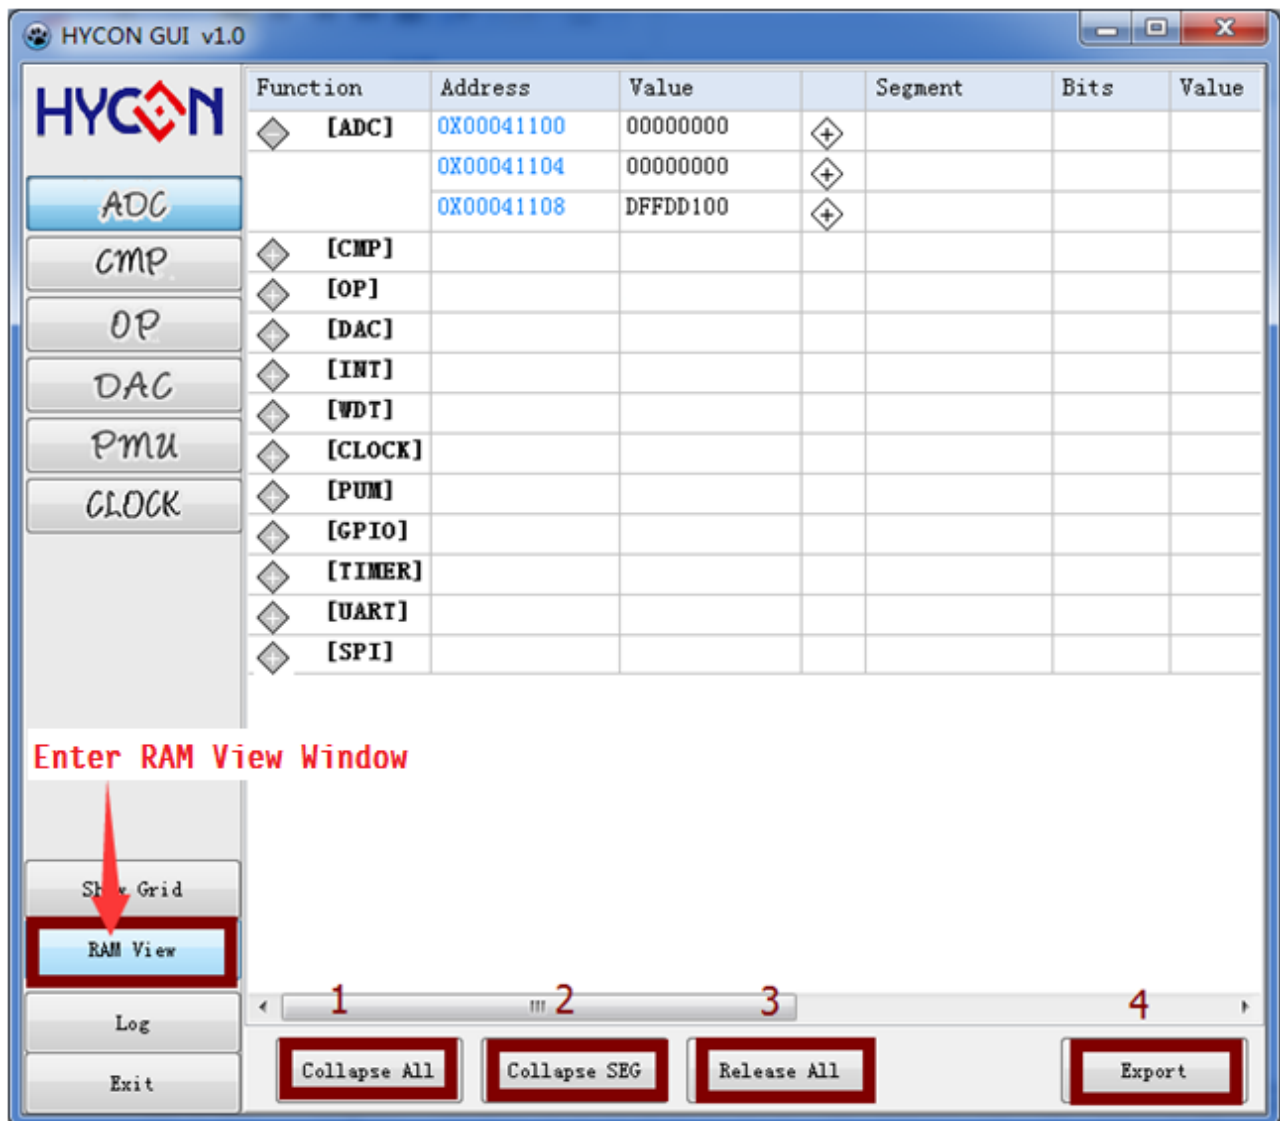 HYCON GUI v1.0
HYCON
Function Address Value Segment Bits Value
[ADC] 0X00041100 00000000
0X00041104 00000000
0X00041108 DFFDD100
[CMP]
[OP]
[DAC]
[INT]
[WDT]
[CLOCK]
[PUM]
[GPIO]
[TIMER]
[UART]
[SPI]
ADC
CMP
OP
DAC
PMU
CLOCK
Enter RAM View Window
Show Grid
RAM View
Log
Exit
1 2 3 4
Collapse All Collapse SEG Release All Export